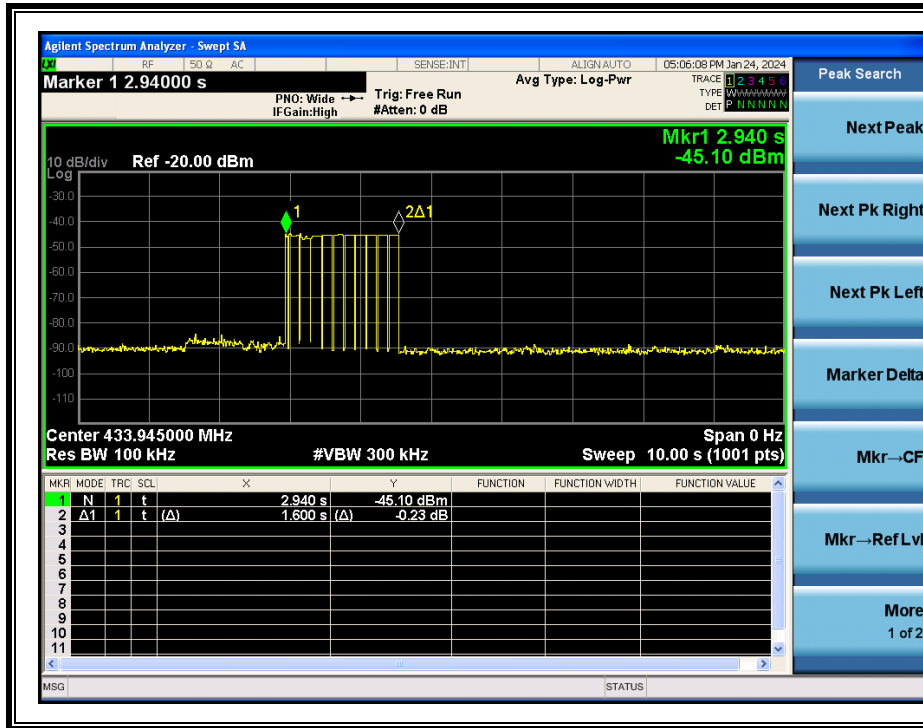 Agilent Spectrum Analyzer - Swept SA
LXI RF 50 Ω AC SENSE:INT ALIGN AUTO 05:06:08 PM Jan 24, 2024
Marker 1 2.94000 s
PNO: Wide
IFGain:High
Trig: Free Run
#Atten: 0 dB
Avg Type: Log-Pwr
TRACE 1 2 3 4 5 6
TYPE W W W W W W
DET P N N N N N
Mkr1 2.940 s
-45.10 dBm
10 dB/div Ref -20.00 dBm
Log
-30.0
-40.0
-50.0
-60.0
-70.0
-80.0
-90.0
-100
-110
1
2Δ1
Center 433.945000 MHz Span 0 Hz
Res BW 100 kHz #VBW 300 kHz Sweep 10.00 s (1001 pts)
MKR MODE TRC SCL X Y FUNCTION FUNCTION WIDTH FUNCTION VALUE
1 N 1 t 2.940 s -45.10 dBm
2 Δ1 1 t (Δ) 1.600 s (Δ) -0.23 dB
3
4
5
6
7
8
9
10
11
MSG STATUS
Peak Search
Next Peak
Next Pk Right
Next Pk Left
Marker Delta
Mkr→CF
Mkr→Ref Lvl
More
1 of 2